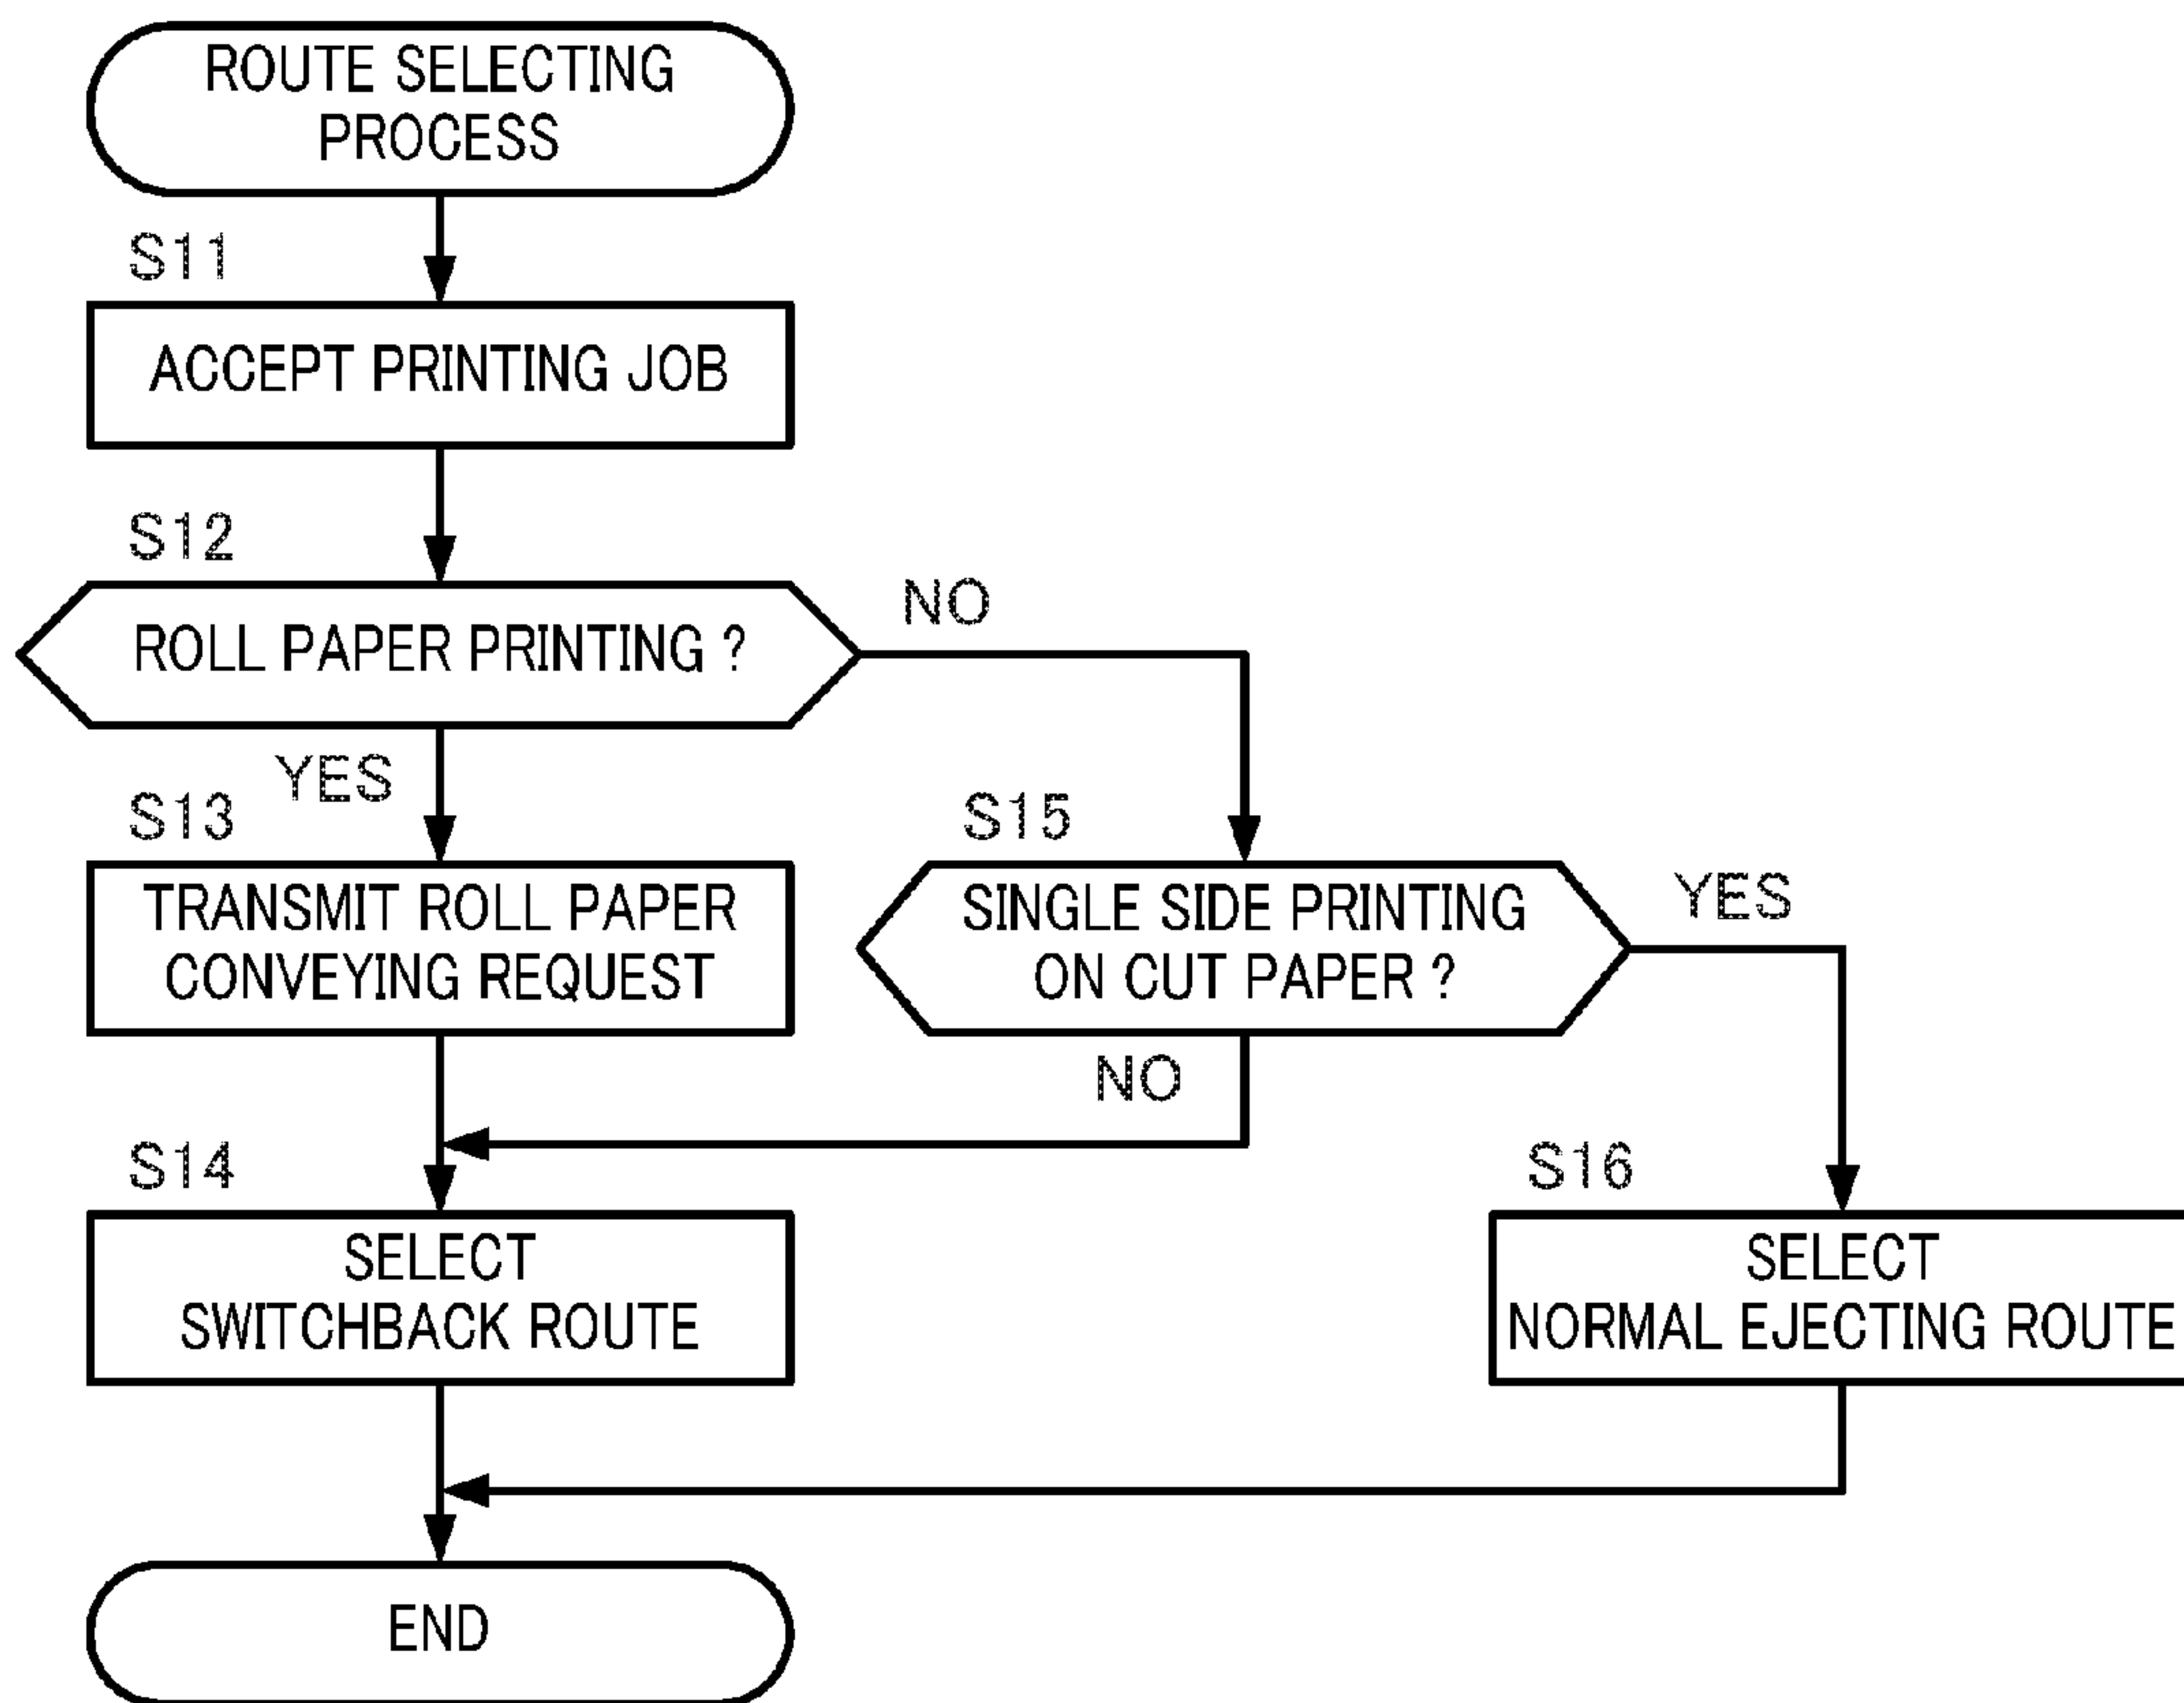 ROUTE SELECTING
PROCESS
S11
ACCEPT PRINTING JOB
S12
ROLL PAPER PRINTING ?
NO
YES
S13
TRANSMIT ROLL PAPER
CONVEYING REQUEST
S15
SINGLE SIDE PRINTING
ON CUT PAPER ?
YES
NO
S14
SELECT
SWITCHBACK ROUTE
S16
SELECT
NORMAL EJECTING ROUTE
END